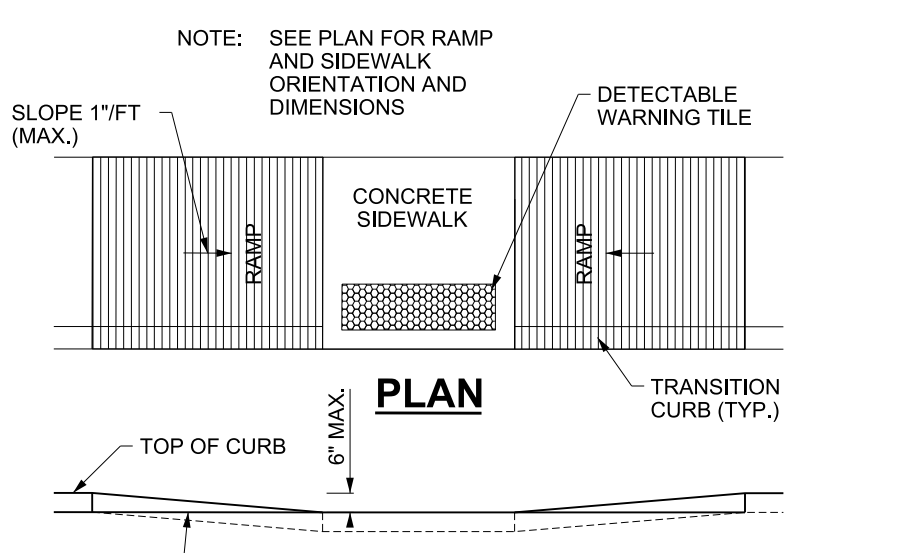 NOTE: SEE PLAN FOR RAMP
AND SIDEWALK
ORIENTATION AND
DIMENSIONS
SLOPE 1"/FT
(MAX.)
DETECTABLE
WARNING TILE
CONCRETE
SIDEWALK
RAMP
RAMP
PLAN
TRANSITION
CURB (TYP.)
6" MAX.
TOP OF CURB